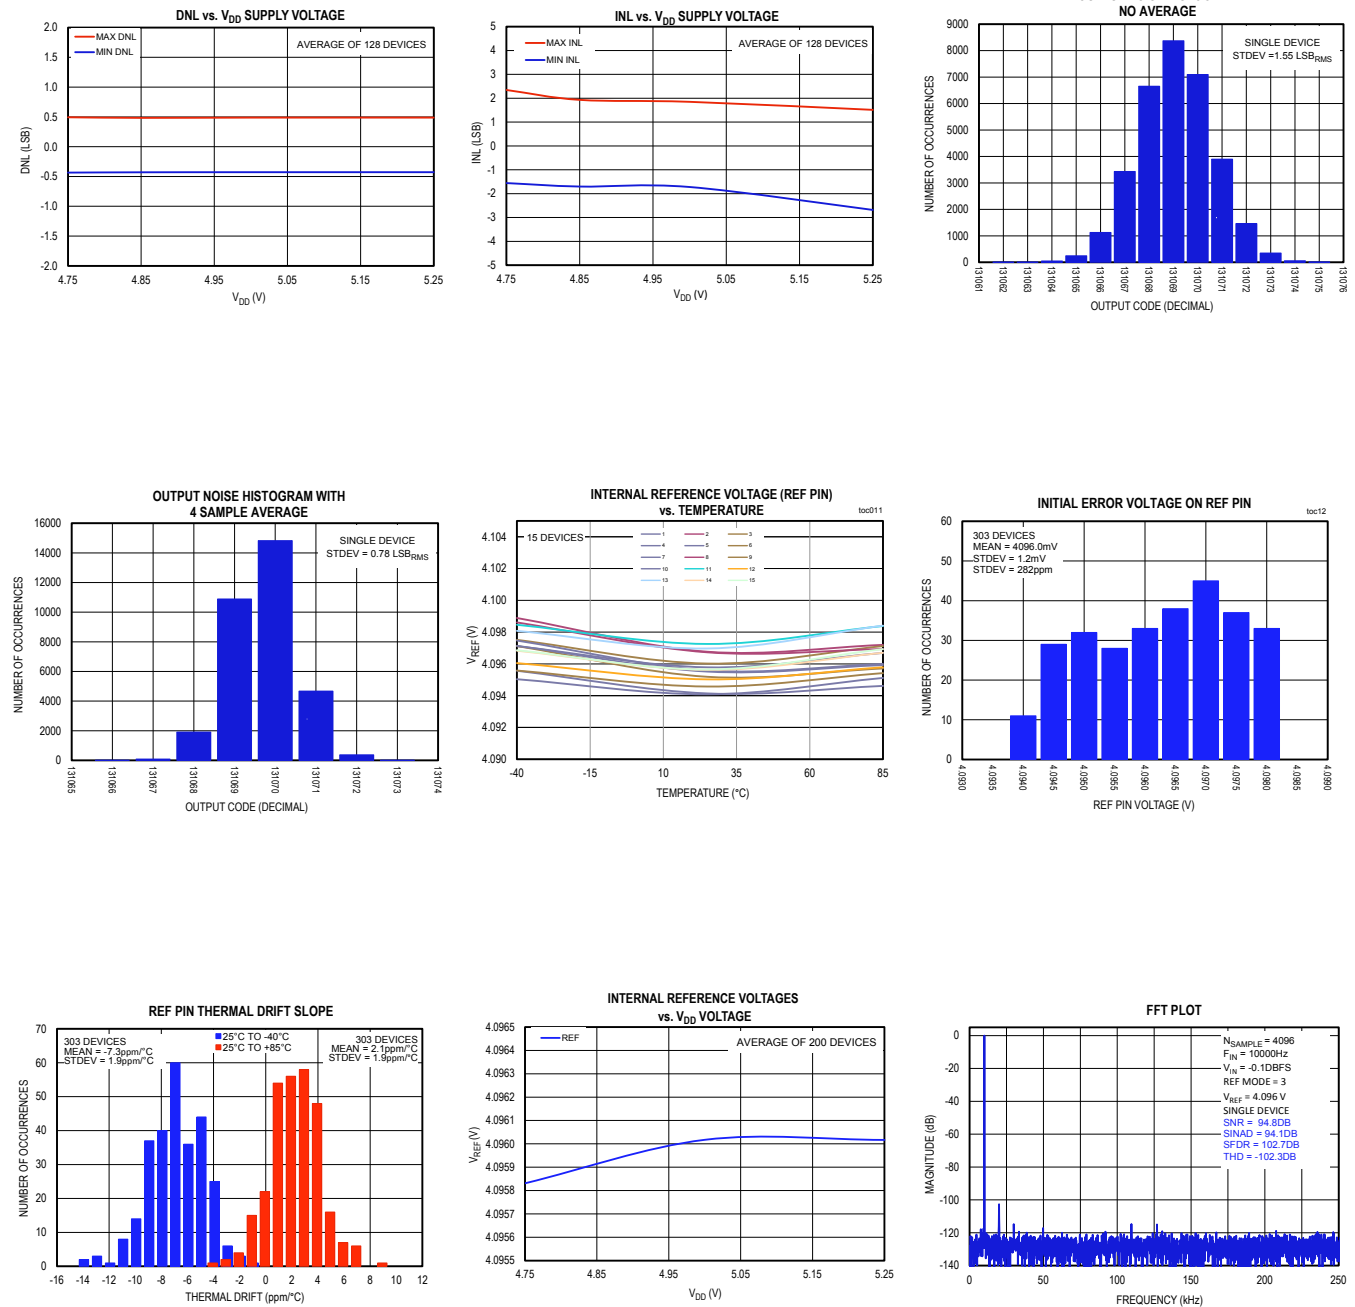 DNL vs. VDD SUPPLY VOLTAGE
MAX DNL
MIN DNL
AVERAGE OF 128 DEVICES
2.0
1.5
1.0
0.5
0.0
-0.5
-1.0
-1.5
-2.0
DNL (LSB)
4.75 4.85 4.95 5.05 5.15 5.25
VDD (V)
INL vs. VDD SUPPLY VOLTAGE
MAX INL
MIN INL
AVERAGE OF 128 DEVICES
5
4
3
2
1
0
-1
-2
-3
-4
-5
INL (LSB)
4.75 4.85 4.95 5.05 5.15 5.25
VDD (V)
NO AVERAGE
SINGLE DEVICE
STDEV =1.55 LSBRMS
9000
8000
7000
6000
5000
4000
3000
2000
1000
0
NUMBER OF OCCURRENCES
131061 131062 131063 131064 131065 131066 131067 131068 131069 131070 131071 131072 131073 131074 131075 131076
OUTPUT CODE (DECIMAL)
OUTPUT NOISE HISTOGRAM WITH
4 SAMPLE AVERAGE
SINGLE DEVICE
STDEV = 0.78 LSBRMS
16000
14000
12000
10000
8000
6000
4000
2000
0
NUMBER OF OCCURRENCES
131065 131066 131067 131068 131069 131070 131071 131072 131073 131074
OUTPUT CODE (DECIMAL)
INTERNAL REFERENCE VOLTAGE (REF PIN)
vs. TEMPERATURE
toc011
15 DEVICES
1 2 3
4 5 6
7 8 9
10 11 12
13 14 15
4.104
4.102
4.100
4.098
4.096
4.094
4.092
4.090
VREF (V)
-40 -15 10 35 60 85
TEMPERATURE (°C)
INITIAL ERROR VOLTAGE ON REF PIN
toc12
303 DEVICES
MEAN = 4096.0mV
STDEV = 1.2mV
STDEV = 282ppm
60
50
40
30
20
10
0
NUMBER OF OCCURRENCES
4.0930 4.0935 4.0940 4.0945 4.0950 4.0955 4.0960 4.0965 4.0970 4.0975 4.0980 4.0985 4.0990
REF PIN VOLTAGE (V)
REF PIN THERMAL DRIFT SLOPE
303 DEVICES
MEAN = -7.3ppm/°C
STDEV = 1.9ppm/°C
25°C TO -40°C
25°C TO +85°C
303 DEVICES
MEAN = 2.1ppm/°C
STDEV = 1.9ppm/°C
70
60
50
40
30
20
10
0
NUMBER OF OCCURRENCES
-16 -14 -12 -10 -8 -6 -4 -2 0 2 4 6 8 10 12
THERMAL DRIFT (ppm/°C)
INTERNAL REFERENCE VOLTAGES
vs. VDD VOLTAGE
REF
AVERAGE OF 200 DEVICES
4.0965
4.0964
4.0963
4.0962
4.0961
4.0960
4.0959
4.0958
4.0957
4.0956
4.0955
VREF (V)
4.75 4.85 4.95 5.05 5.15 5.25
VDD (V)
FFT PLOT
NSAMPLE = 4096
FIN = 10000Hz
VIN = -0.1DBFS
REF MODE = 3
VREF = 4.096 V
SINGLE DEVICE
SNR = 94.8DB
SINAD = 94.1DB
SFDR = 102.7DB
THD = -102.3DB
0
-20
-40
-60
-80
-100
-120
-140
MAGNITUDE (dB)
0 50 100 150 200 250
FREQUENCY (kHz)